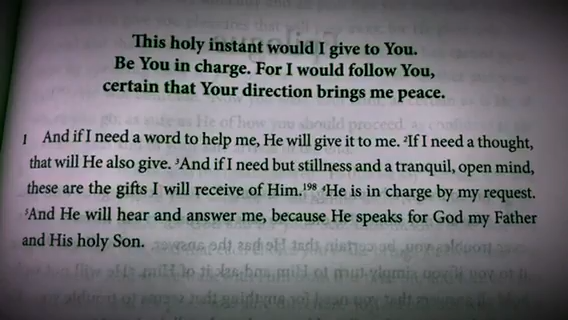 This holy instant would I give to You.
Be You in charge. For I would follow You,
certain that Your direction brings me peace.
1 And if I need a word to help me, He will give it to me. ²If I need a thought,
that will He also give. ³And if I need but stillness and a tranquil, open mind,
these are the gifts I will receive of Him.¹⁹⁸ ⁴He is in charge by my request.
⁵And He will hear and answer me, because He speaks for God my Father
and His holy Son.